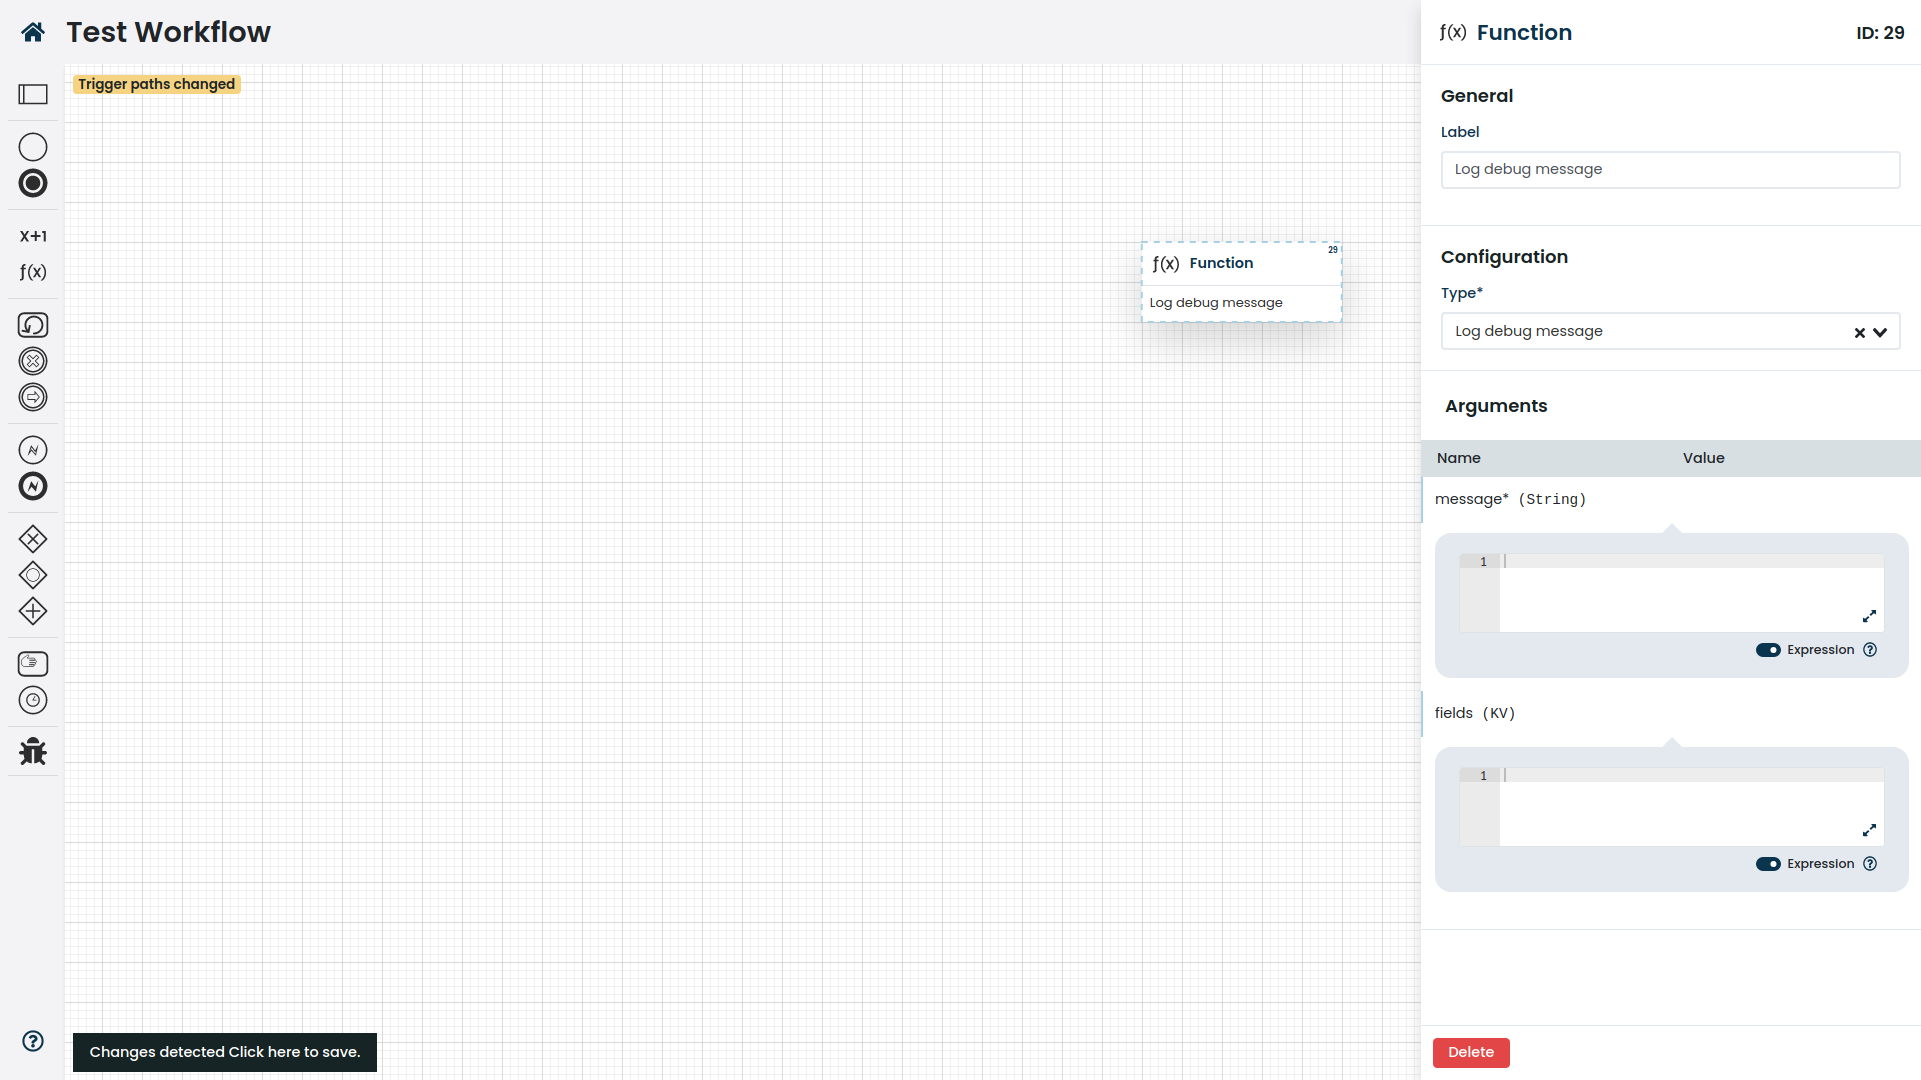 Test Workflow
ƒ(x) Function ID: 29
Trigger paths changed
X+1
ƒ(x)
29
ƒ(x) Function
Log debug message
Changes detected Click here to save.
General
Label
Log debug message
Configuration
Type*
Log debug message
Arguments
Name Value
message* (String)
1
Expression
fields (KV)
1
Expression
Delete